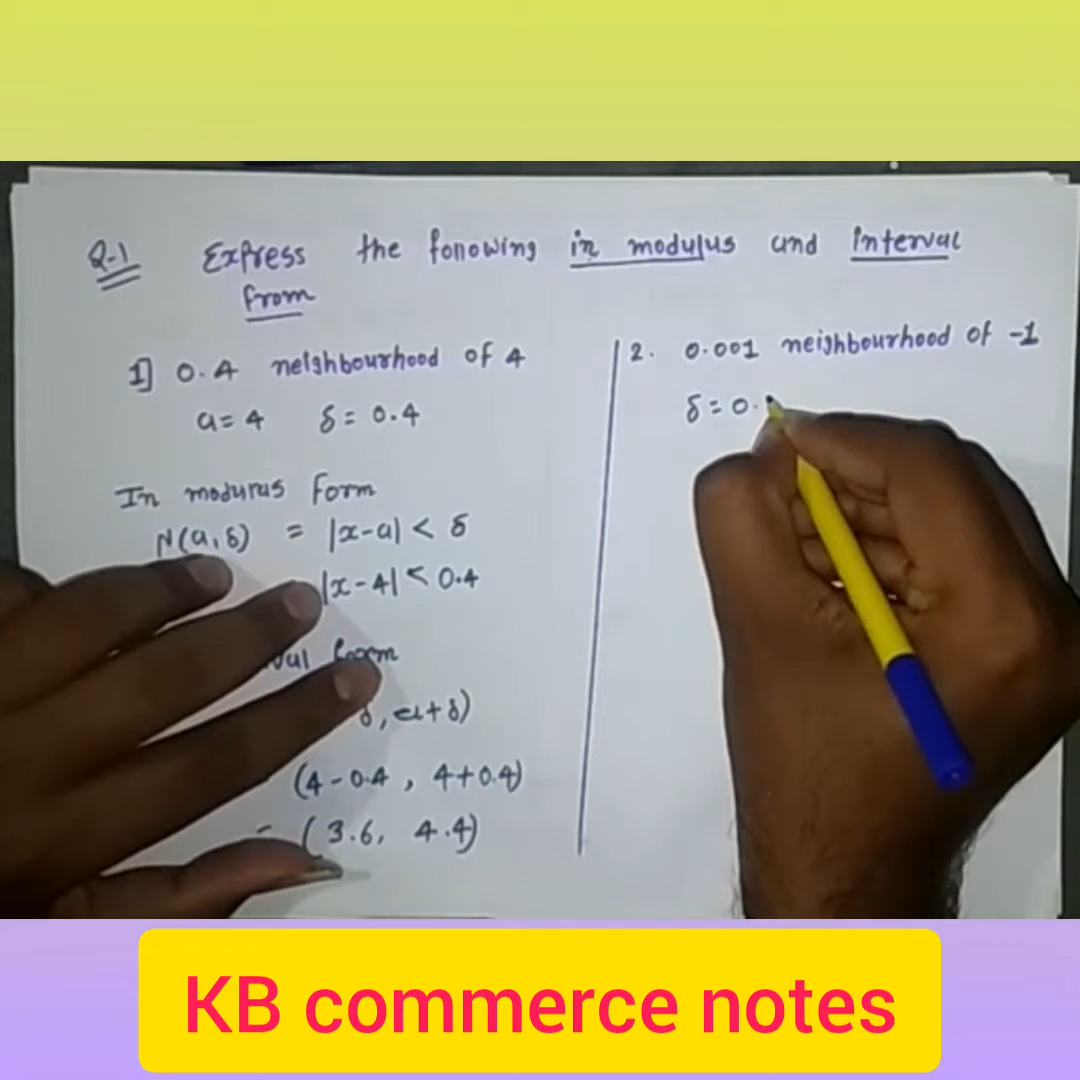 Q-1 Express the following in modulus and Interval
from
1] 0.4 neighbourhood of 4
a = 4 δ = 0.4
In modulus form
N(a, δ) = |x-a| < δ
|x-4| < 0.4
form
δ, a+δ)
(4-0.4, 4+0.4)
= (3.6, 4.4)
2. 0.001 neighbourhood of -1
δ = 0.
KB commerce notes